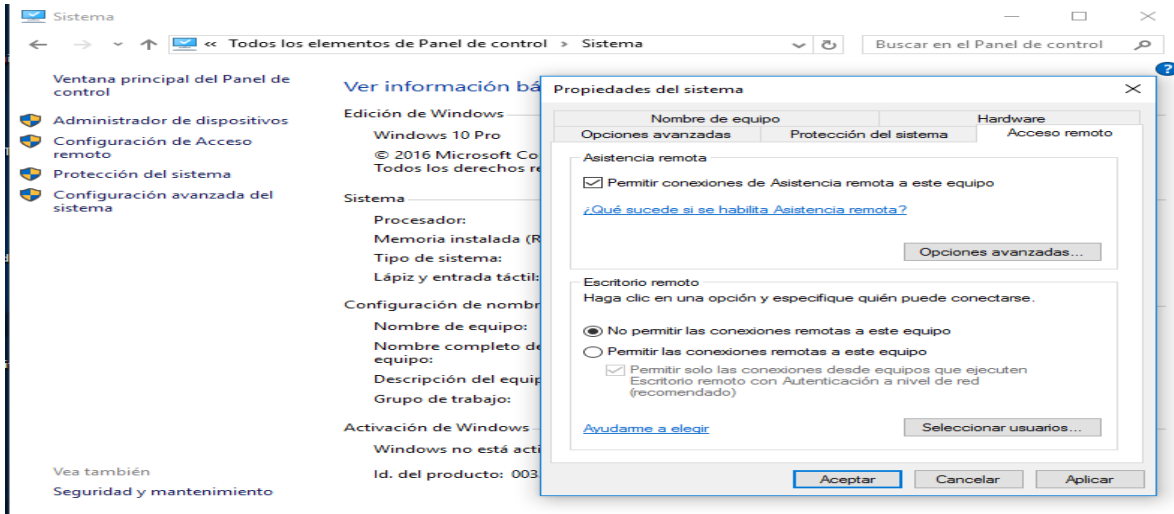 Sistema
« Todos los elementos de Panel de control › Sistema
Buscar en el Panel de control
?
Ventana principal del Panel de
control
Administrador de dispositivos
Configuración de Acceso
remoto
Protección del sistema
Configuración avanzada del
sistema
Vea también
Seguridad y mantenimiento
Ver información bá
Edición de Windows
Windows 10 Pro
© 2016 Microsoft Co
Todos los derechos re
Sistema
Procesador:
Memoria instalada (R
Tipo de sistema:
Lápiz y entrada táctil:
Configuración de nombr
Nombre de equipo:
Nombre completo de
equipo:
Descripción del equip
Grupo de trabajo:
Activación de Windows
Windows no está acti
Id. del producto: 003
Propiedades del sistema
Nombre de equipo
Hardware
Opciones avanzadas
Protección del sistema
Acceso remoto
Asistencia remota
Permitir conexiones de Asistencia remota a este equipo
¿Qué sucede si se habilita Asistencia remota?
Opciones avanzadas...
Escritorio remoto
Haga clic en una opción y especifique quién puede conectarse.
No permitir las conexiones remotas a este equipo
Permitir las conexiones remotas a este equipo
Permitir solo las conexiones desde equipos que ejecuten
Escritorio remoto con Autenticación a nivel de red
(recomendado)
Ayudarme a elegir
Seleccionar usuarios...
Aceptar
Cancelar
Aplicar